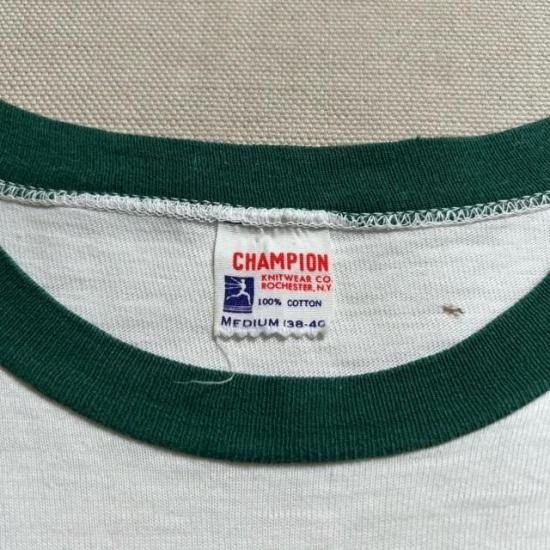 CHAMPION
KNITWEAR CO.
ROCHESTER, N.Y.
100% COTTON
MEDIUM (38-40